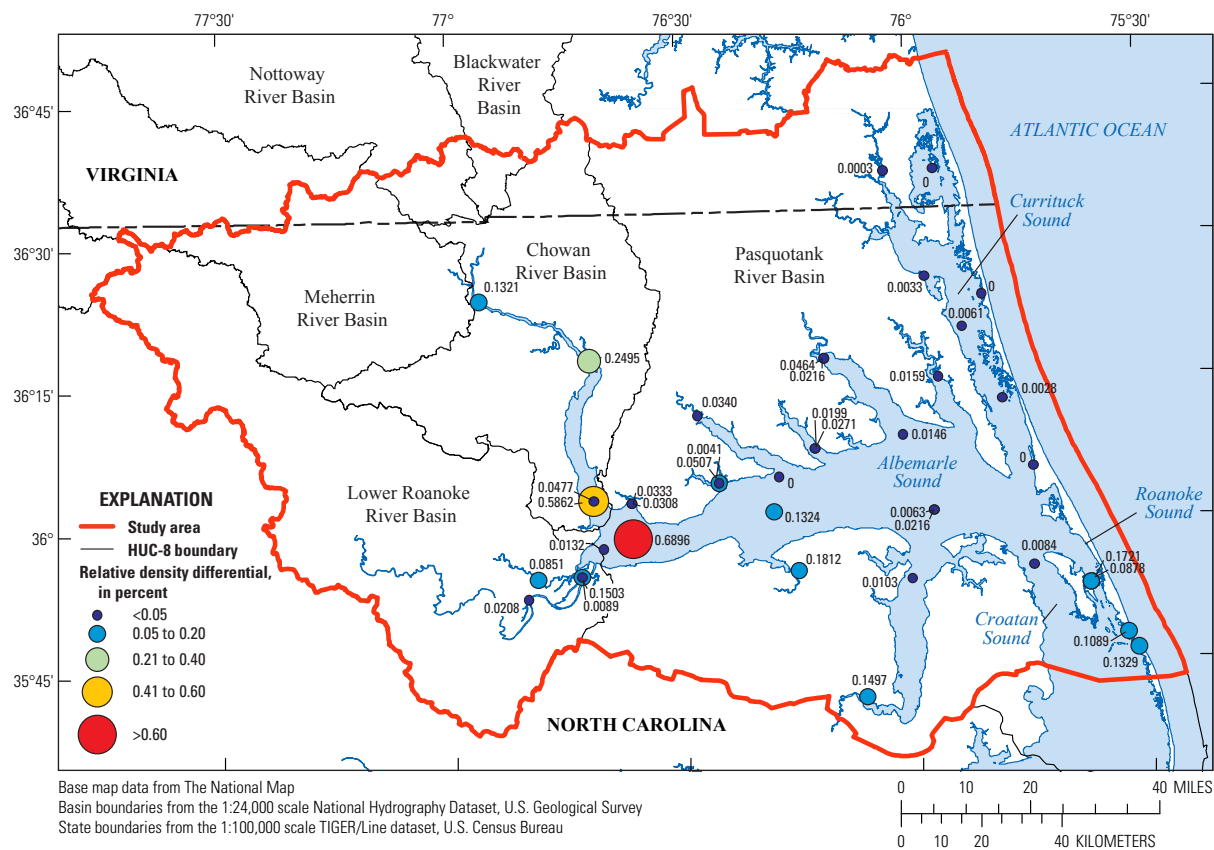 77°30' 77° 76°30' 76° 75°30'
Nottoway
River Basin
Blackwater
River
Basin
36°45'
ATLANTIC OCEAN
VIRGINIA
0.0003
0
Currituck
Sound
36°30'
Chowan
River Basin
Pasquotank
River Basin
Meherrin
River Basin
0.1321
0.0033
0
0.0061
0.2495
0.0464
0.0216
0.0159
36°15'
0.0028
0.0340
0.0199
0.0271
0.0146
0.0041
0.0507
0
0
Albemarle
Sound
Lower Roanoke
River Basin
0.0477
0.5862
0.0333
0.0308
0.1324
0.0063
0.0216
Roanoke
Sound
36°
0.0132
0.6896
0.0851
0.1812
0.0084
0.1721
0.0878
0.0103
0.1503
0.0089
0.0208
Croatan
Sound
0.1089
0.1329
35°45'
0.1497
NORTH CAROLINA
EXPLANATION
Study area
HUC-8 boundary
Relative density differential,
in percent
<0.05
0.05 to 0.20
0.21 to 0.40
0.41 to 0.60
>0.60
Base map data from The National Map
Basin boundaries from the 1:24,000 scale National Hydrography Dataset, U.S. Geological Survey
State boundaries from the 1:100,000 scale TIGER/Line dataset, U.S. Census Bureau
0 10 20 40 MILES
0 10 20 40 KILOMETERS